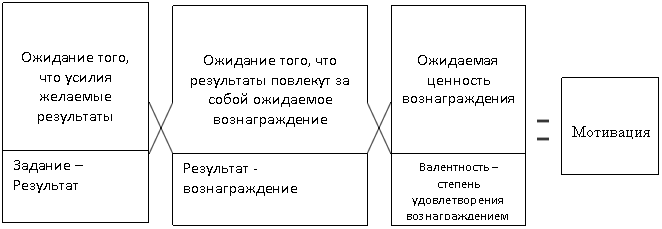 Ожидание того,
что усилия
желаемые
результаты
Задание –
Результат
Ожидание того, что
результаты повлекут за
собой ожидаемое
вознаграждение
Результат -
вознаграждение
Ожидаемая
ценность
вознаграждения
Валентность –
степень
удовлетворения
вознаграждением
=
Мотивация